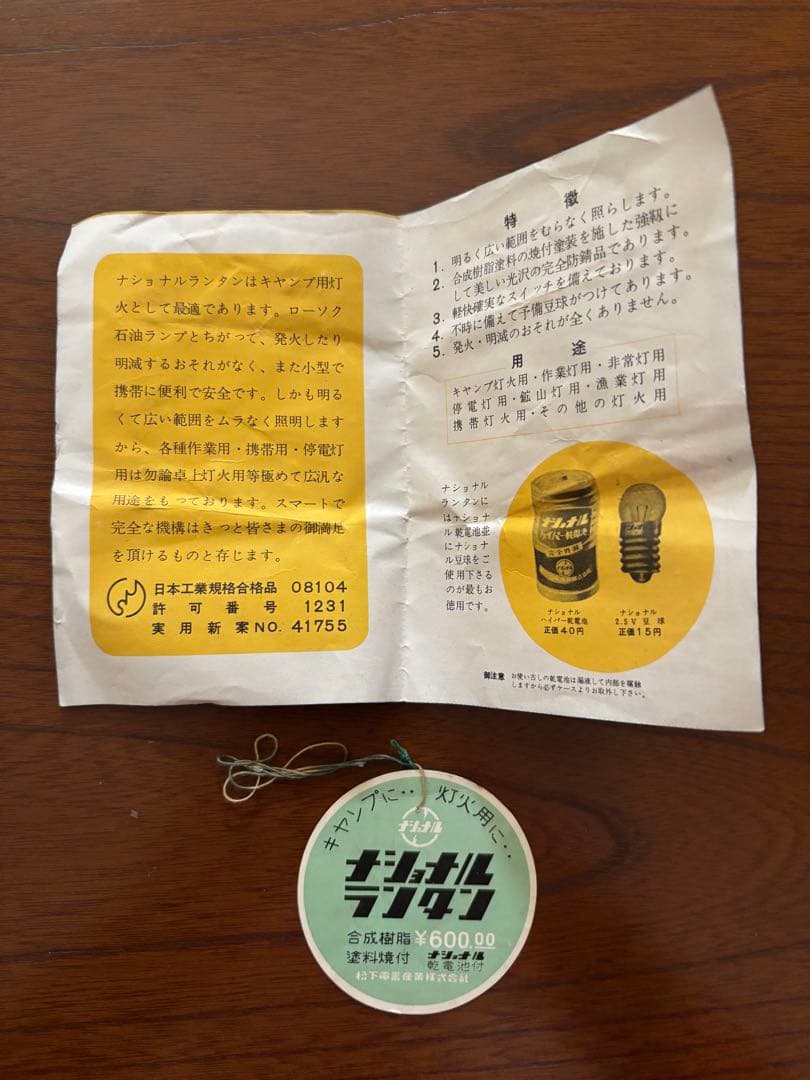 ナショナルランタンはキャンプ用灯
火として最適であります。ローソク
石油ランプとちがって、発火したり
明滅するおそれがなく、また小型で
携帯に便利で安全です。しかも明る
くて広い範囲をムラなく照明します
から、各種作業用・携帯用・停電灯
用は勿論卓上灯火用等極めて広汎な
用途をもつております。スマートで
完全な機構はきつと皆さまの御満足
を頂けるものと存じます。
日本工業規格合格品 08104
許可番号 1231
実用新案NO. 41755
特徴
1. 明るく広い範囲をむらなく照らします。
2. 合成樹脂塗料の焼付塗装を施した強靱に
して美しい光沢の完全防錆品であります。
3. 軽快確実なスイッチを備えております。
4. 不時に備えて予備豆球がつけてあります。
5. 発火・明滅のおそれが全くありません。
用途
キャンプ灯火用・作業灯用・非常灯用
停電灯用・鉱山灯用・漁業灯用
携帯灯火用・その他の灯火用
ナショナル
ランタンに
はナショナ
ル乾電池並
にナショナ
ル豆球をご
使用下さる
のが最もお
徳用です。
ナショナル
ハイパー乾電池
ナショナル
ハイパー乾電池
正価40円
ナショナル
2.5V豆球
正価15円
御注意 お使い古しの乾電池は漏液して内部を腐蝕
しますから必ずケースよりお取外し下さい。
キャンプに・・灯火用に・・
ナショナル
ナショナル
ランタン
合成樹脂 ¥600.00
塗料焼付 ナショナル
乾電池付
松下電器産業株式会社